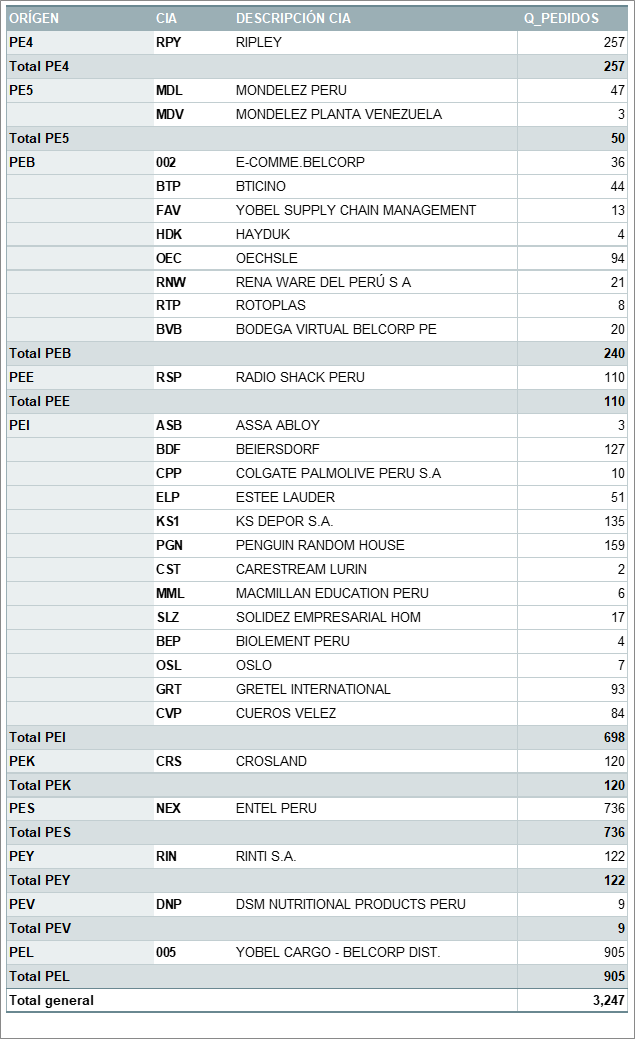 ORÍGEN CIA DESCRIPCIÓN CIA Q_PEDIDOS
PE4 RPY RIPLEY 257
Total PE4 257
PE5 MDL MONDELEZ PERU 47
MDV MONDELEZ PLANTA VENEZUELA 3
Total PE5 50
PEB 002 E-COMME.BELCORP 36
BTP BTICINO 44
FAV YOBEL SUPPLY CHAIN MANAGEMENT 13
HDK HAYDUK 4
OEC OECHSLE 94
RNW RENA WARE DEL PERÚ S A 21
RTP ROTOPLAS 8
BVB BODEGA VIRTUAL BELCORP PE 20
Total PEB 240
PEE RSP RADIO SHACK PERU 110
Total PEE 110
PEI ASB ASSA ABLOY 3
BDF BEIERSDORF 127
CPP COLGATE PALMOLIVE PERU S.A 10
ELP ESTEE LAUDER 51
KS1 KS DEPOR S.A. 135
PGN PENGUIN RANDOM HOUSE 159
CST CARESTREAM LURIN 2
MML MACMILLAN EDUCATION PERU 6
SLZ SOLIDEZ EMPRESARIAL HOM 17
BEP BIOLEMENT PERU 4
OSL OSLO 7
GRT GRETEL INTERNATIONAL 93
CVP CUEROS VELEZ 84
Total PEI 698
PEK CRS CROSLAND 120
Total PEK 120
PES NEX ENTEL PERU 736
Total PES 736
PEY RIN RINTI S.A. 122
Total PEY 122
PEV DNP DSM NUTRITIONAL PRODUCTS PERU 9
Total PEV 9
PEL 005 YOBEL CARGO - BELCORP DIST. 905
Total PEL 905
Total general 3,247